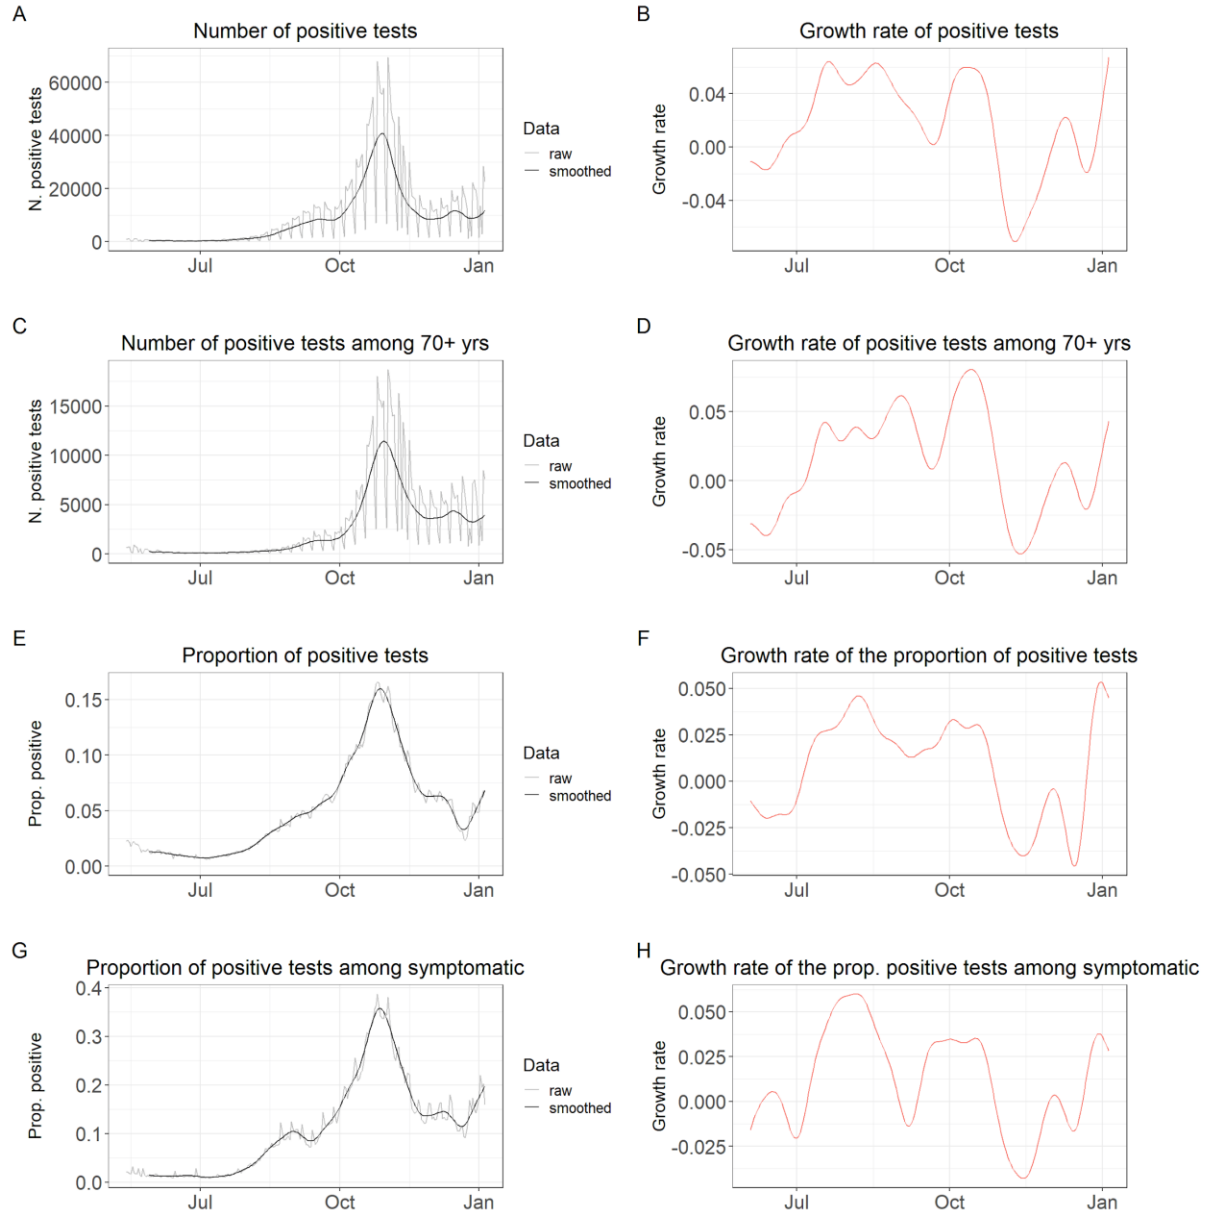 A
Number of positive tests
N. positive tests
60000
40000
20000
0
Jul
Oct
Jan
Data
raw
smoothed
B
Growth rate of positive tests
Growth rate
0.04
0.00
-0.04
Jul
Oct
Jan
C
Number of positive tests among 70+ yrs
N. positive tests
15000
10000
5000
0
Jul
Oct
Jan
Data
raw
smoothed
D
Growth rate of positive tests among 70+ yrs
Growth rate
0.05
0.00
-0.05
Jul
Oct
Jan
E
Proportion of positive tests
Prop. positive
0.15
0.10
0.05
0.00
Jul
Oct
Jan
Data
raw
smoothed
F
Growth rate of the proportion of positive tests
Growth rate
0.050
0.025
0.000
-0.025
-0.050
Jul
Oct
Jan
G
Proportion of positive tests among symptomatic
Prop. positive
0.4
0.3
0.2
0.1
0.0
Jul
Oct
Jan
Data
raw
smoothed
H
Growth rate of the prop. positive tests among symptomatic
Growth rate
0.050
0.025
0.000
-0.025
Jul
Oct
Jan